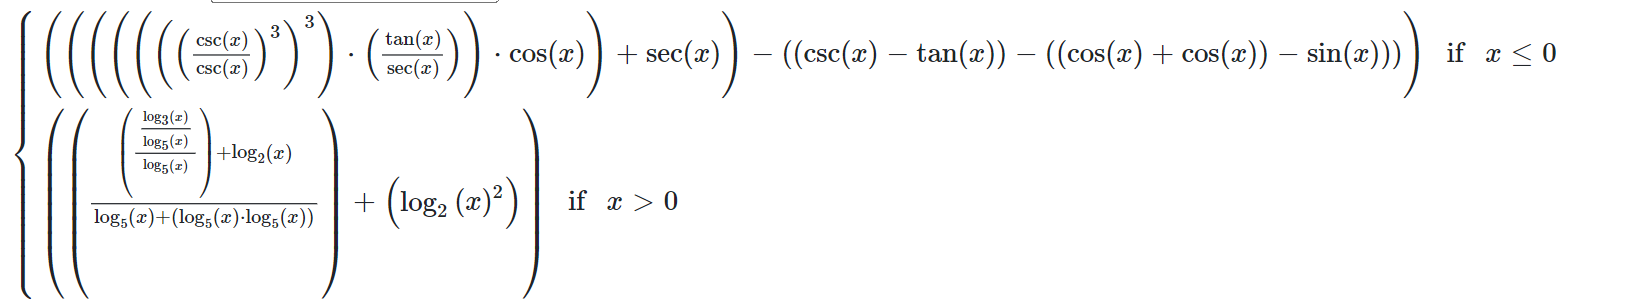 ((((((((csc(x)/csc(x))^3)^3) · (tan(x)/sec(x))) · cos(x)) + sec(x)) − ((csc(x) − tan(x)) − ((cos(x) + cos(x)) − sin(x)))) if x ≤ 0
((((((log₃(x)/log₅(x))/log₅(x)) + log₂(x))/(log₅(x)+(log₅(x)·log₅(x)))) + (log₂(x)²)) if x > 0